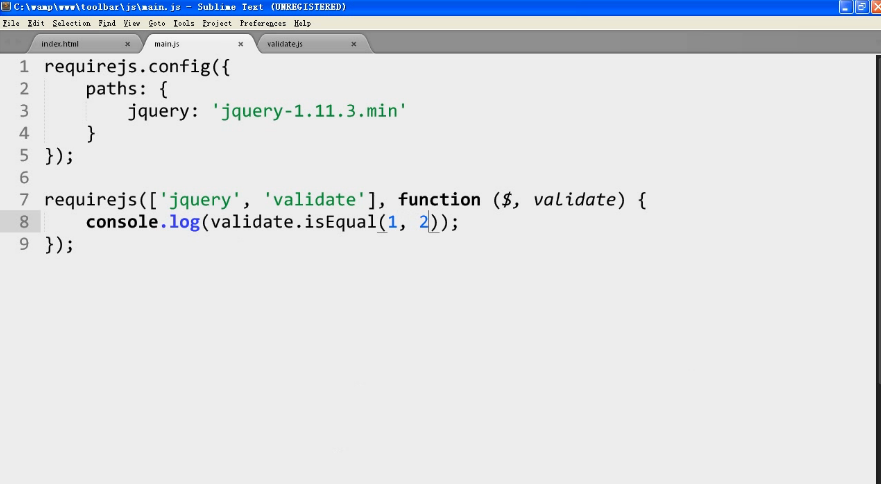 C:\wamp\www\toolbar\js\main.js - Sublime Text (UNREGISTERED)
File Edit Selection Find View Goto Tools Project Preferences Help
index.html × main.js × validate.js ×
1 requirejs.config({
2     paths: {
3         jquery: 'jquery-1.11.3.min'
4     }
5 });
6
7 requirejs(['jquery', 'validate'], function ($, validate) {
8     console.log(validate.isEqual(1, 2));
9 });